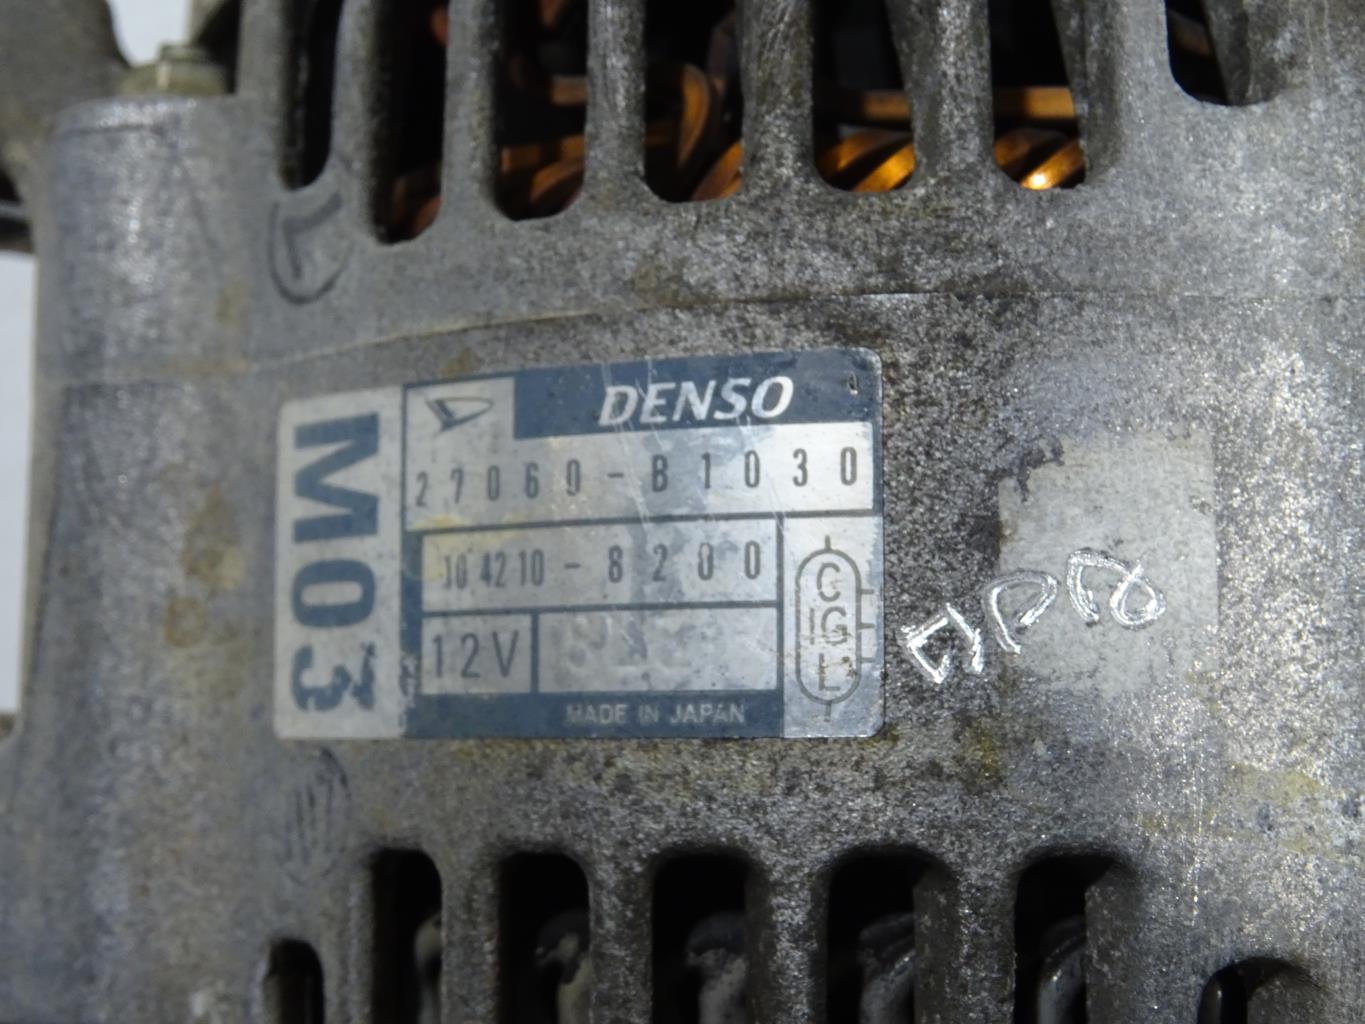 DENSO
27060-B1030
104210-8200
12V
MADE IN JAPAN
M03
C
IG
L